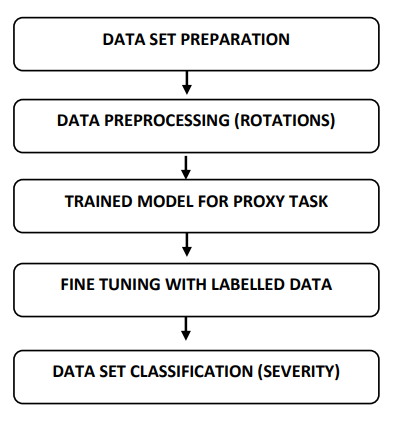 DATA SET PREPARATION
DATA PREPROCESSING (ROTATIONS)
TRAINED MODEL FOR PROXY TASK
FINE TUNING WITH LABELLED DATA
DATA SET CLASSIFICATION (SEVERITY)